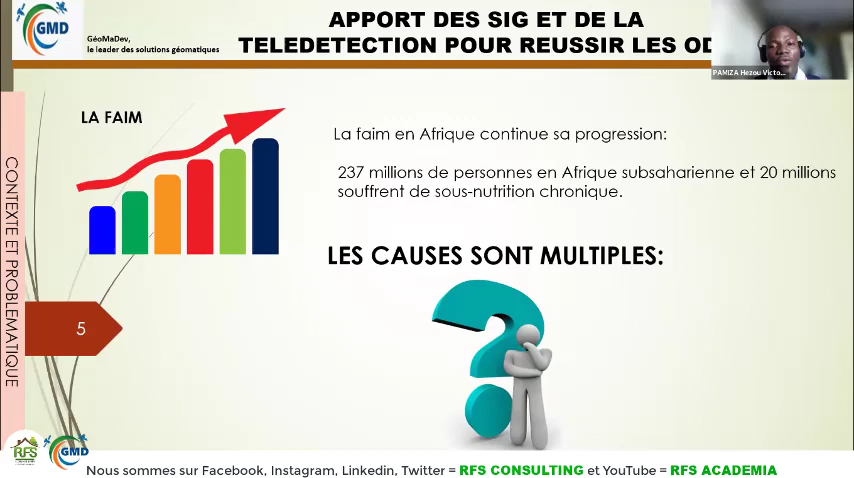 GMD
GéoMaDev,
le leader des solutions géomatiques
APPORT DES SIG ET DE LA
TELEDETECTION POUR REUSSIR LES OD
PAMIZA Hezou Victo...
LA FAIM
La faim en Afrique continue sa progression:
237 millions de personnes en Afrique subsaharienne et 20 millions
souffrent de sous-nutrition chronique.
LES CAUSES SONT MULTIPLES:
CONTEXTE ET PROBLEMATIQUE
5
RFS
GMD
Nous sommes sur Facebook, Instagram, Linkedin, Twitter = RFS CONSULTING et YouTube = RFS ACADEMIA